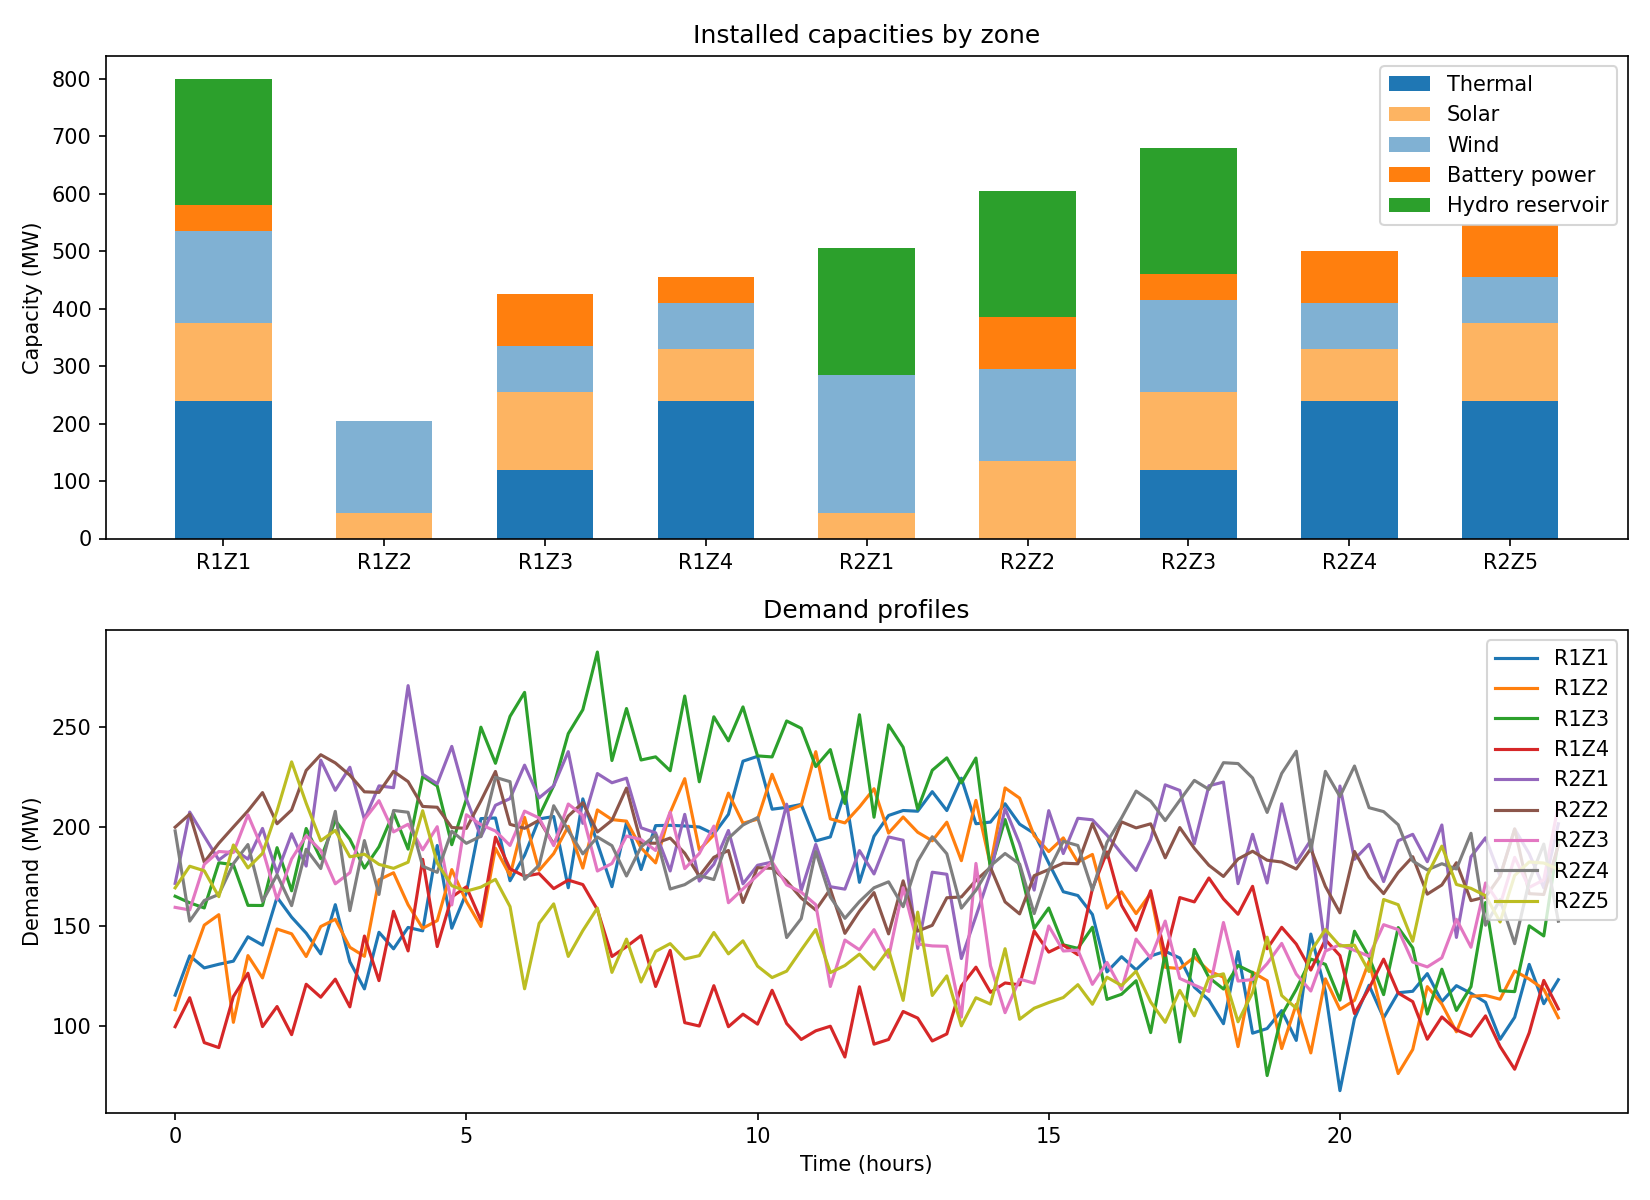 Installed capacities by zone
Capacity (MW)
800
700
600
500
400
300
200
100
0
Thermal
Solar
Wind
Battery power
Hydro reservoir
R1Z1 R1Z2 R1Z3 R1Z4 R2Z1 R2Z2 R2Z3 R2Z4 R2Z5
Demand profiles
Demand (MW)
250
200
150
100
R1Z1
R1Z2
R1Z3
R1Z4
R2Z1
R2Z2
R2Z3
R2Z4
R2Z5
0 5 10 15 20
Time (hours)